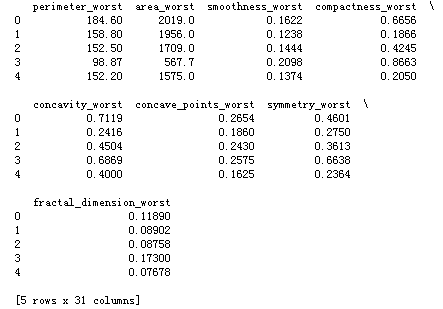 perimeter_worst  area_worst  smoothness_worst  compactness_worst  \
0           184.60      2019.0            0.1622             0.6656
1           158.80      1956.0            0.1238             0.1866
2           152.50      1709.0            0.1444             0.4245
3            98.87       567.7            0.2098             0.8663
4           152.20      1575.0            0.1374             0.2050
concavity_worst  concave_points_worst  symmetry_worst  \
0           0.7119                0.2654          0.4601
1           0.2416                0.1860          0.2750
2           0.4504                0.2430          0.3613
3           0.6869                0.2575          0.6638
4           0.4000                0.1625          0.2364
fractal_dimension_worst
0                  0.11890
1                  0.08902
2                  0.08758
3                  0.17300
4                  0.07678
[5 rows x 31 columns]